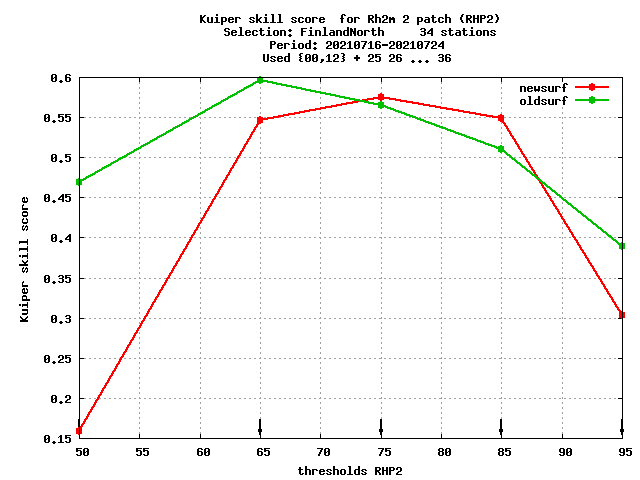 Kuiper skill score  for Rh2m 2 patch (RHP2)
Selection: FinlandNorth     34 stations
Period: 20210716-20210724
Used {00,12} + 25 26 ... 36
newsurf
oldsurf
0.6
0.55
0.5
0.45
0.4
0.35
0.3
0.25
0.2
0.15
Kuiper skill score
50 55 60 65 70 75 80 85 90 95
thresholds RHP2